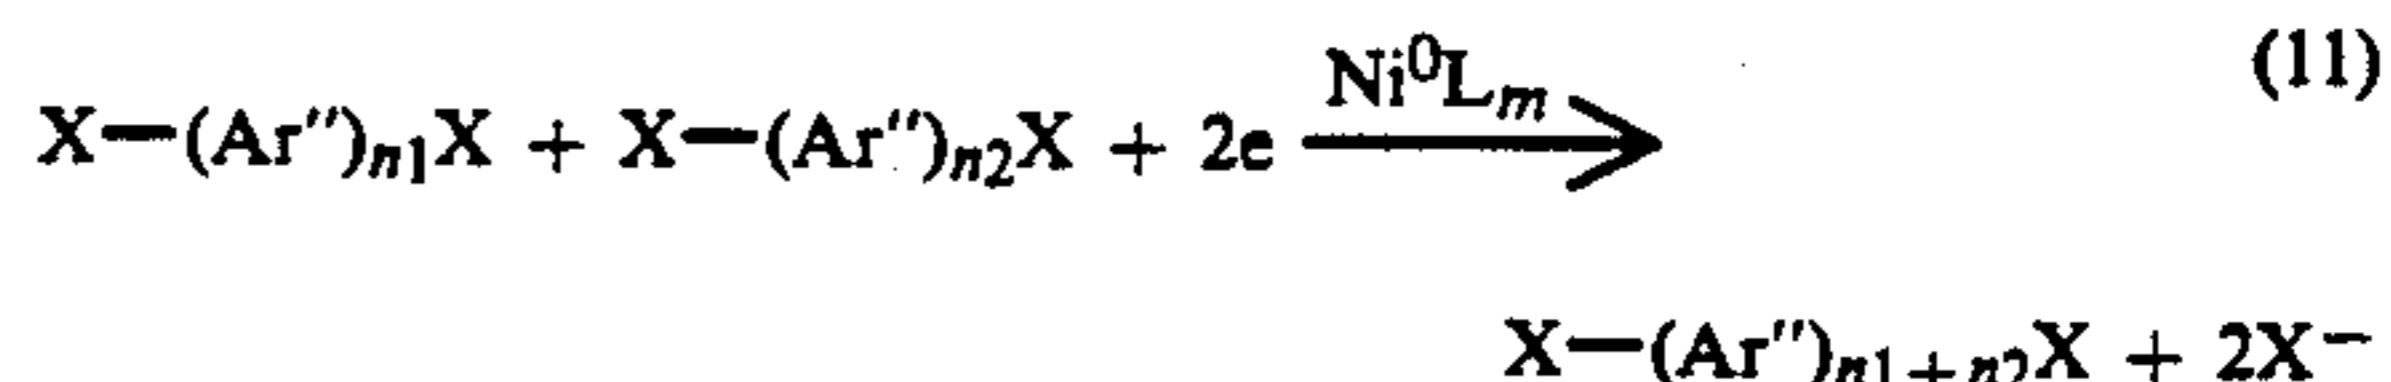 (11)
X—(Ar″)n1X + X—(Ar″)n2X + 2e Ni⁰Lm →
X—(Ar″)n1+n2X + 2X⁻